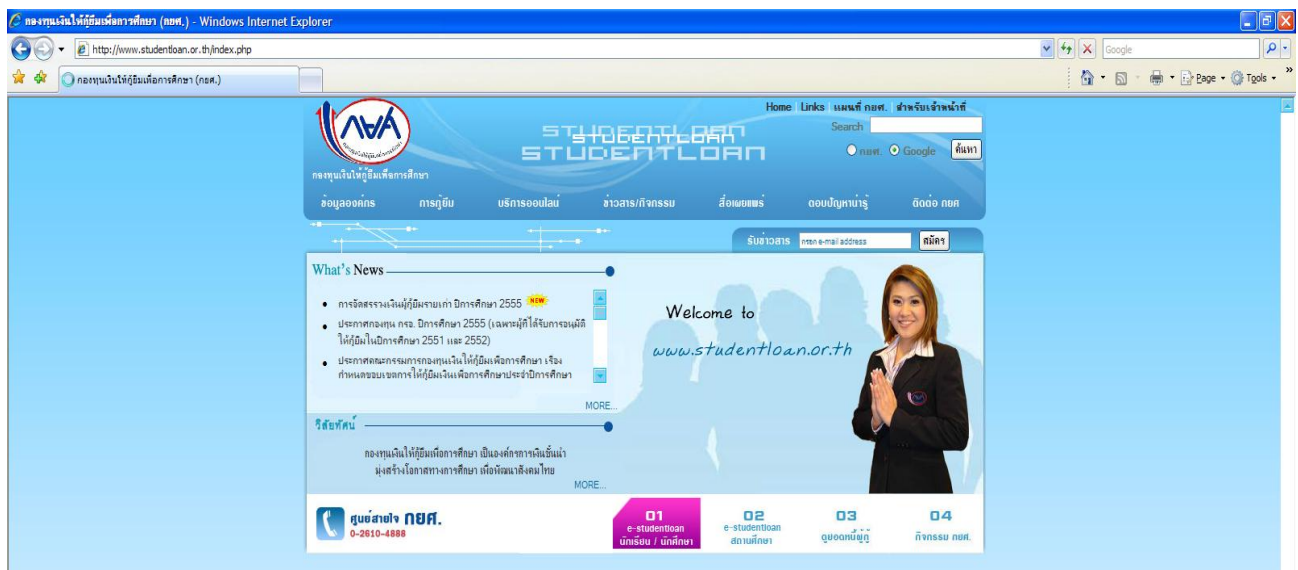 กองทุนเงินให้กู้ยืมเพื่อการศึกษา (กยศ.) - Windows Internet Explorer
http://www.studentloan.or.th/index.php
Google
กองทุนเงินให้กู้ยืมเพื่อการศึกษา (กยศ.)
Page
Tools
Home Links แผนที่ กยศ. สำหรับเจ้าหน้าที่
Search
STUDENTLOAN
STUDENTLOAN
STUDENTLOAN
กยศ. Google ค้นหา
กยศ
กองทุนเงินให้กู้ยืมเพื่อการศึกษา
ข้อมูลองค์กร การกู้ยืม บริการออนไลน์ ข่าวสาร/กิจกรรม สื่อเผยแพร่ ตอบปัญหาน่ารู้ ติดต่อ กยศ
รับข่าวสาร กรอก e-mail address สมัคร
What's News
การจัดสรรวงเงินผู้กู้ยืมรายเก่า ปีการศึกษา 2555 NEW
ประกาศกองทุน กรอ. ปีการศึกษา 2555 (เฉพาะผู้ที่ได้รับการอนุมัติ
ให้กู้ยืมในปีการศึกษา 2551 และ 2552)
ประกาศคณะกรรมการกองทุนเงินให้กู้ยืมเพื่อการศึกษา เรื่อง
กำหนดขอบเขตการให้กู้ยืมเงินเพื่อการศึกษาประจำปีการศึกษา
MORE...
Welcome to
www.studentloan.or.th
วิสัยทัศน์
กองทุนเงินให้กู้ยืมเพื่อการศึกษา เป็นองค์กรการเงินชั้นนำ
มุ่งสร้างโอกาสทางการศึกษา เพื่อพัฒนาสังคมไทย
MORE...
ศูนย์สายใจ กยศ.
0-2610-4888
01
e-studentloan
นักเรียน / นักศึกษา
02
e-studentloan
สถานศึกษา
03
ดูยอดหนี้ผู้กู้
04
กิจกรรม กยศ.